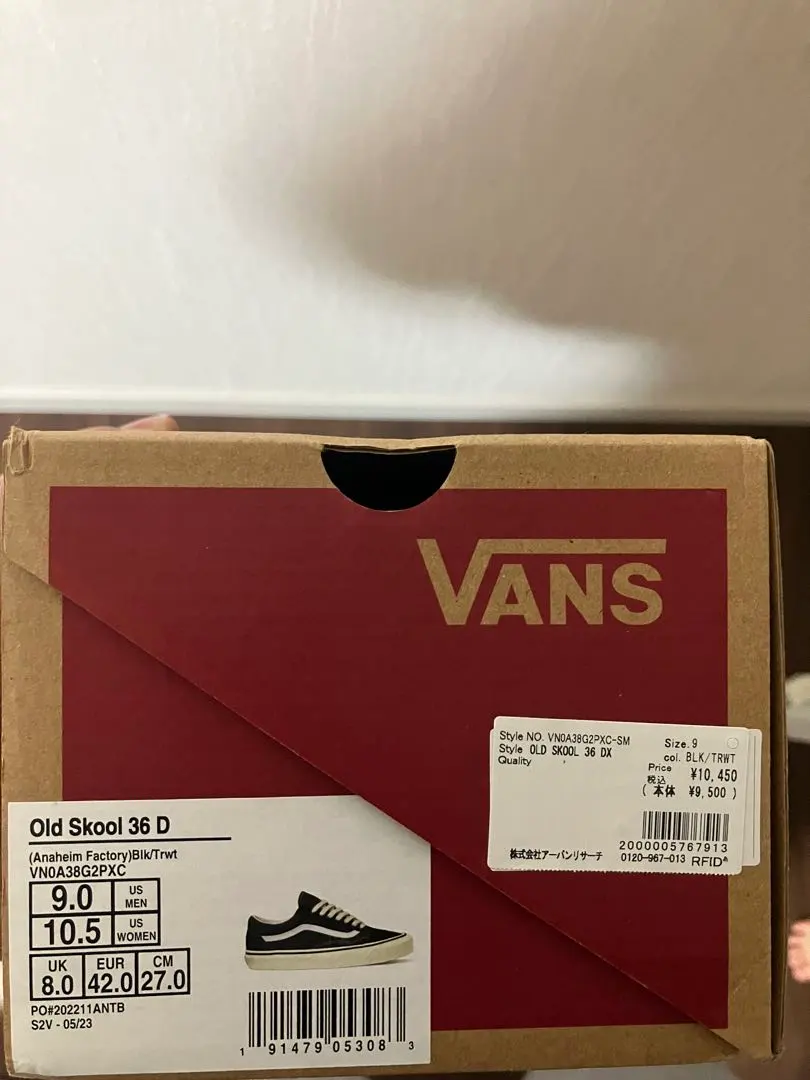 VANS
Style NO. VN0A38G2PXC-SM
Style OLD SKOOL 36 DX
Quality
Size. 9
col. BLK/TRWT
Price ¥10,450
税込
( 本体 ¥9,500 )
2000005767913
株式会社アーバンリサーチ 0120-967-013 RFID
Old Skool 36 D
(Anaheim Factory)Blk/Trwt
VN0A38G2PXC
9.0 US MEN
10.5 US WOMEN
UK 8.0 EUR 42.0 CM 27.0
PO#202211ANTB
S2V - 05/23
1 91479 05308 3